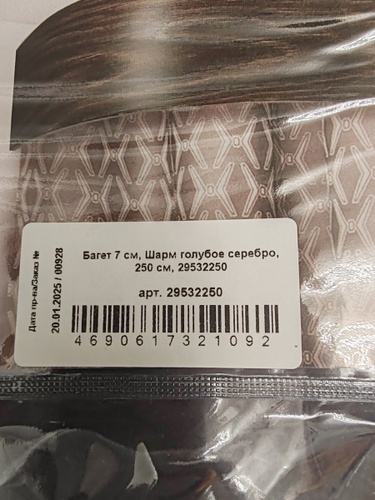 Багет 7 см, Шарм голубое серебро,
250 см, 29532250
арт. 29532250
4690617321092
Дата пр-ва/Заказ №
20.01.2025 / 00928